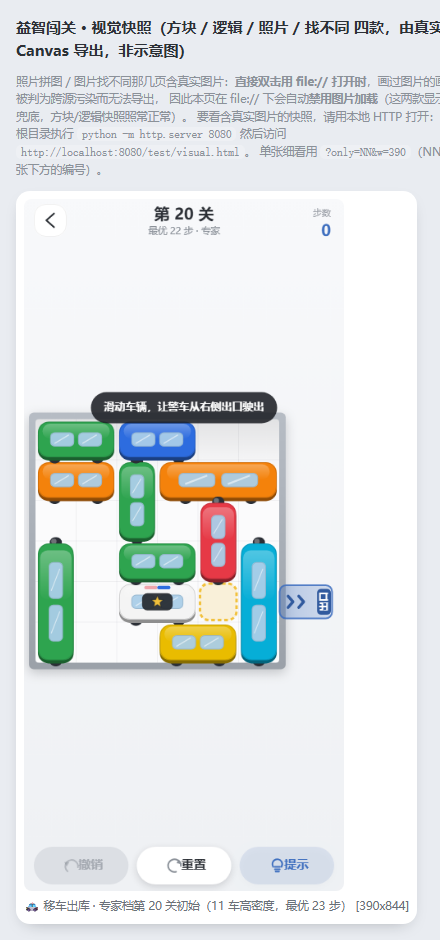 益智闯关 · 视觉快照（方块 / 逻辑 / 照片 / 找不同 四款，由真实
Canvas 导出，非示意图)
照片拼图 / 图片找不同那几页含真实图片：直接双击用 file:// 打开时，画过图片的画
被判为跨源污染而无法导出， 因此本页在 file:// 下会自动禁用图片加载（这两款显示
兜底，方块/逻辑快照照常正常）。 要看含真实图片的快照，请用本地 HTTP 打开：
根目录执行 python -m http.server 8080 然后访问
http://localhost:8080/test/visual.html 。 单张细看用 ?only=NN&w=390 （NN
张下方的编号）。
第 20 关
最优 22 步 · 专家
步数
0
滑动车辆，让警车从右侧出口驶出
出口
撤销
重置
提示
移车出库 · 专家档第 20 关初始（11 车高密度，最优 23 步） [390x844]